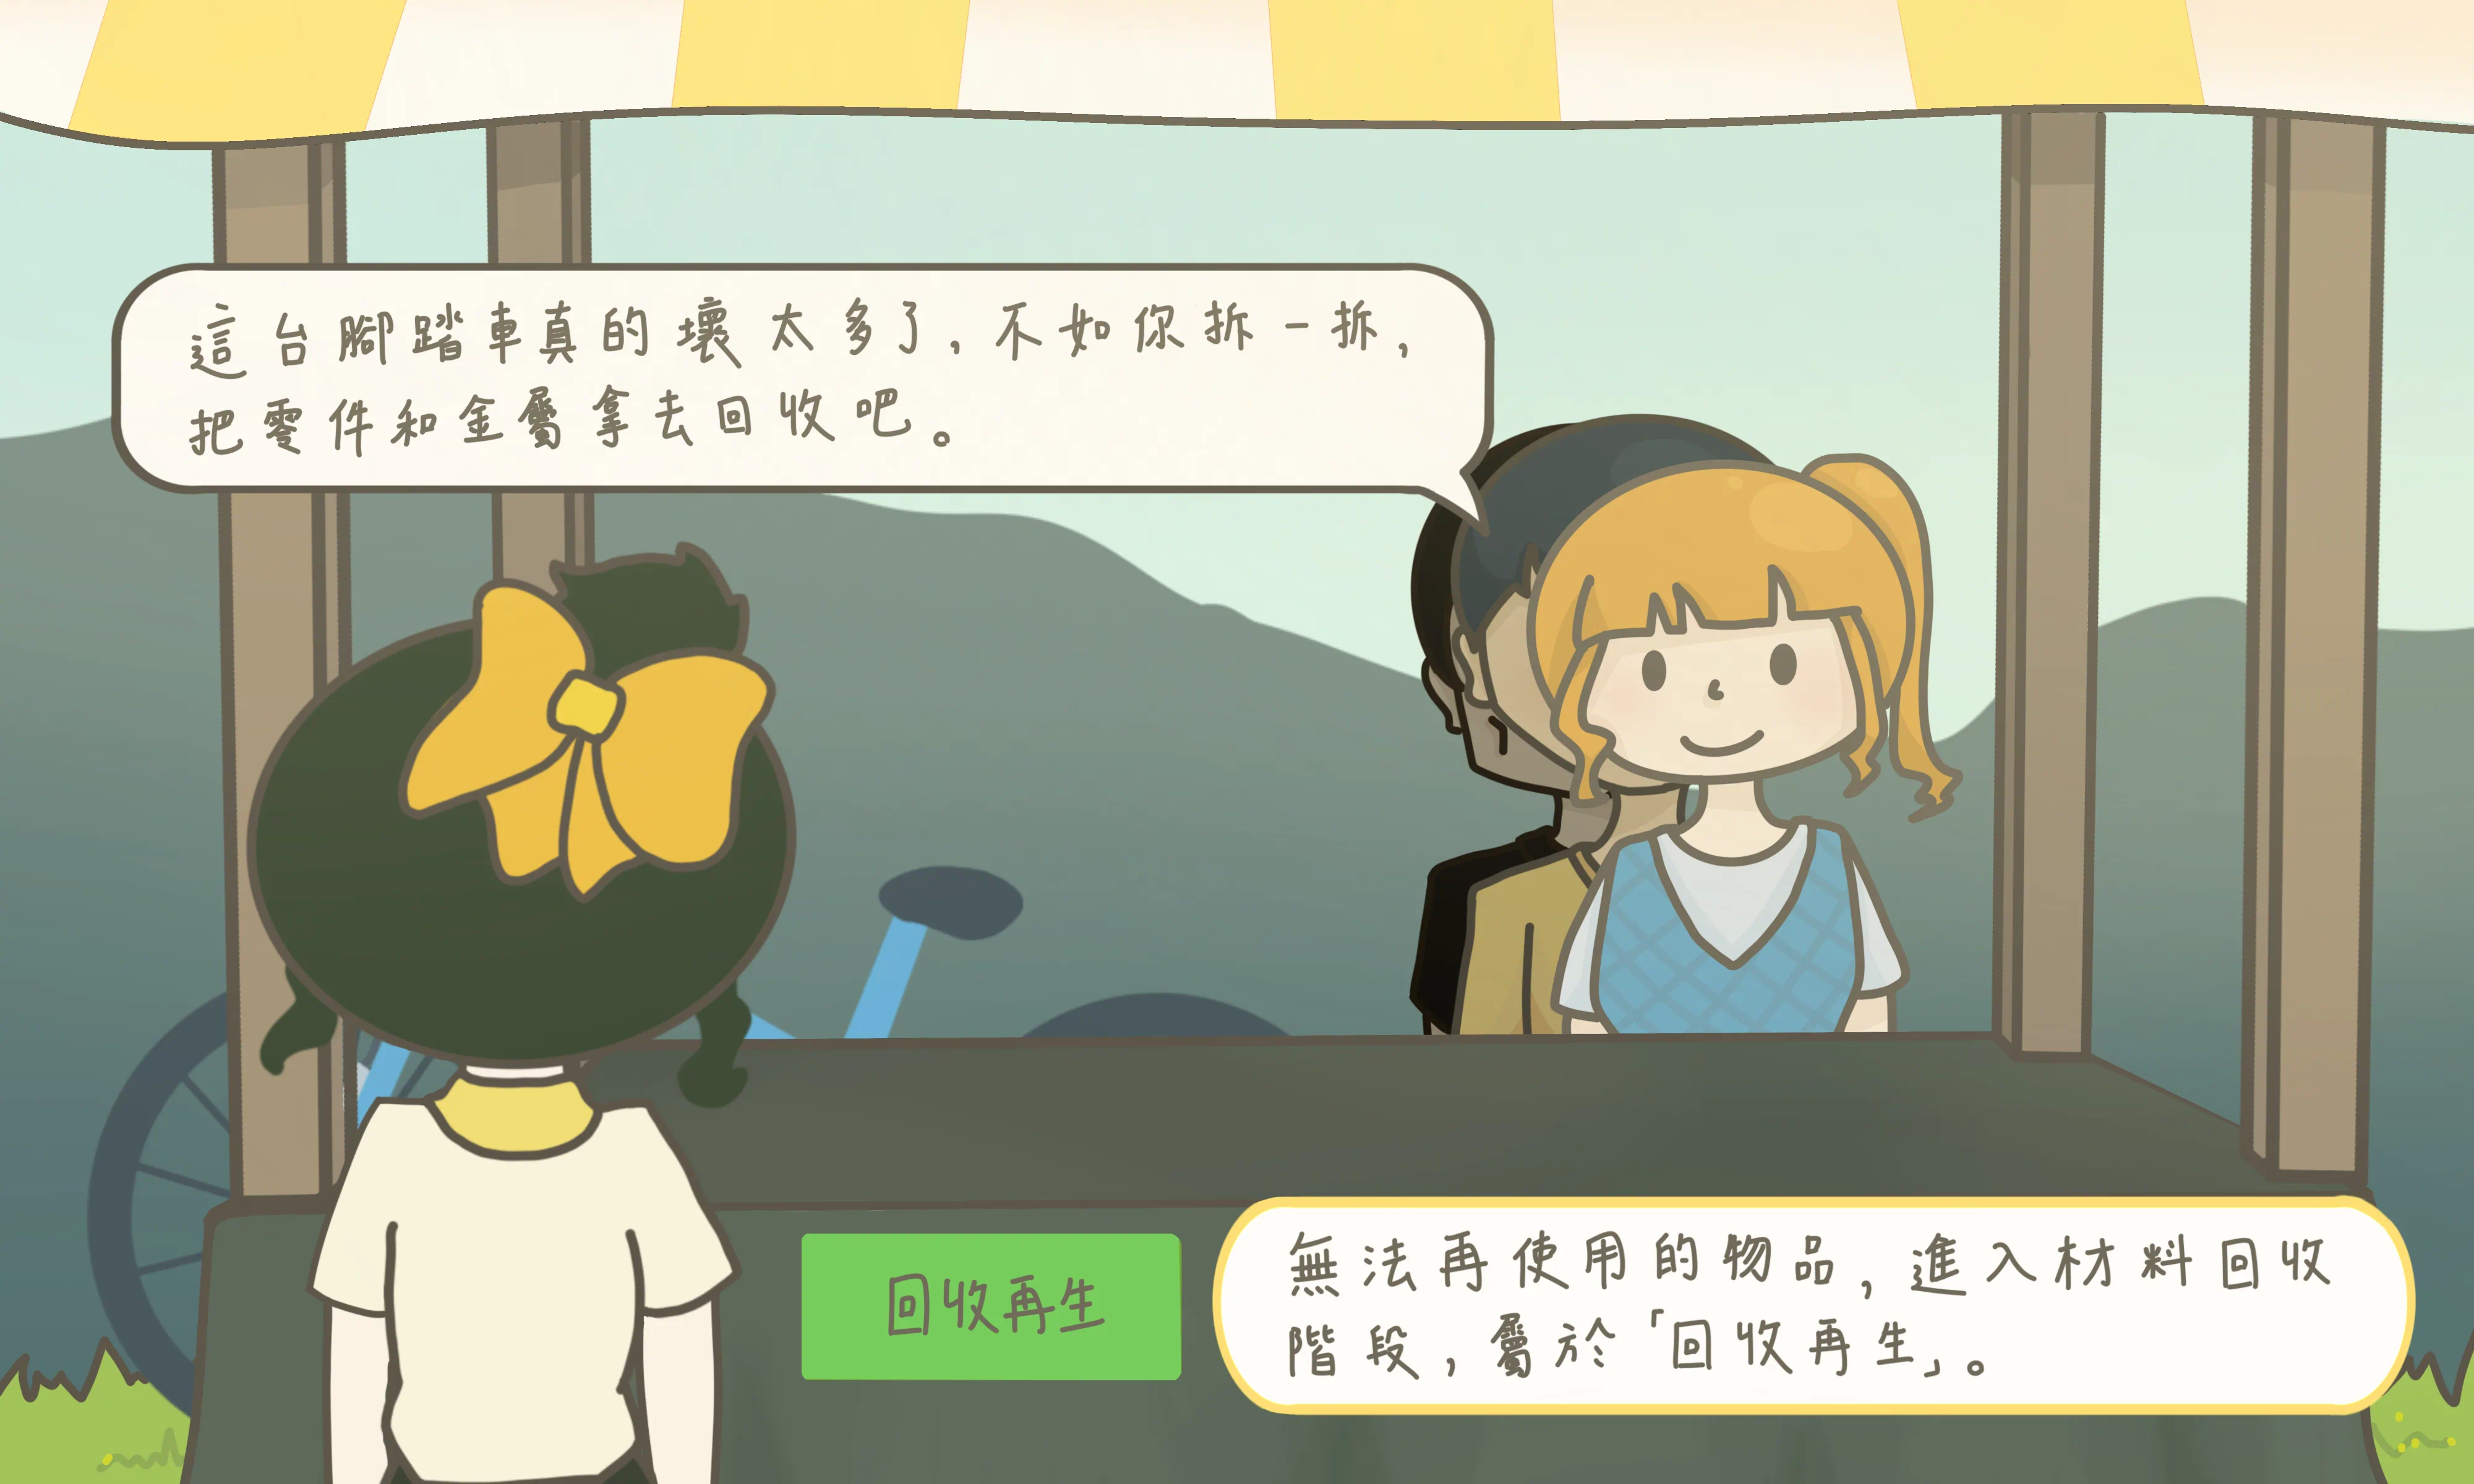 這台腳踏車真的壞太多了，不如你拆一拆，
把零件和金屬拿去回收吧。
回收再生
無法再使用的物品，進入材料回收
階段，屬於「回收再生」。